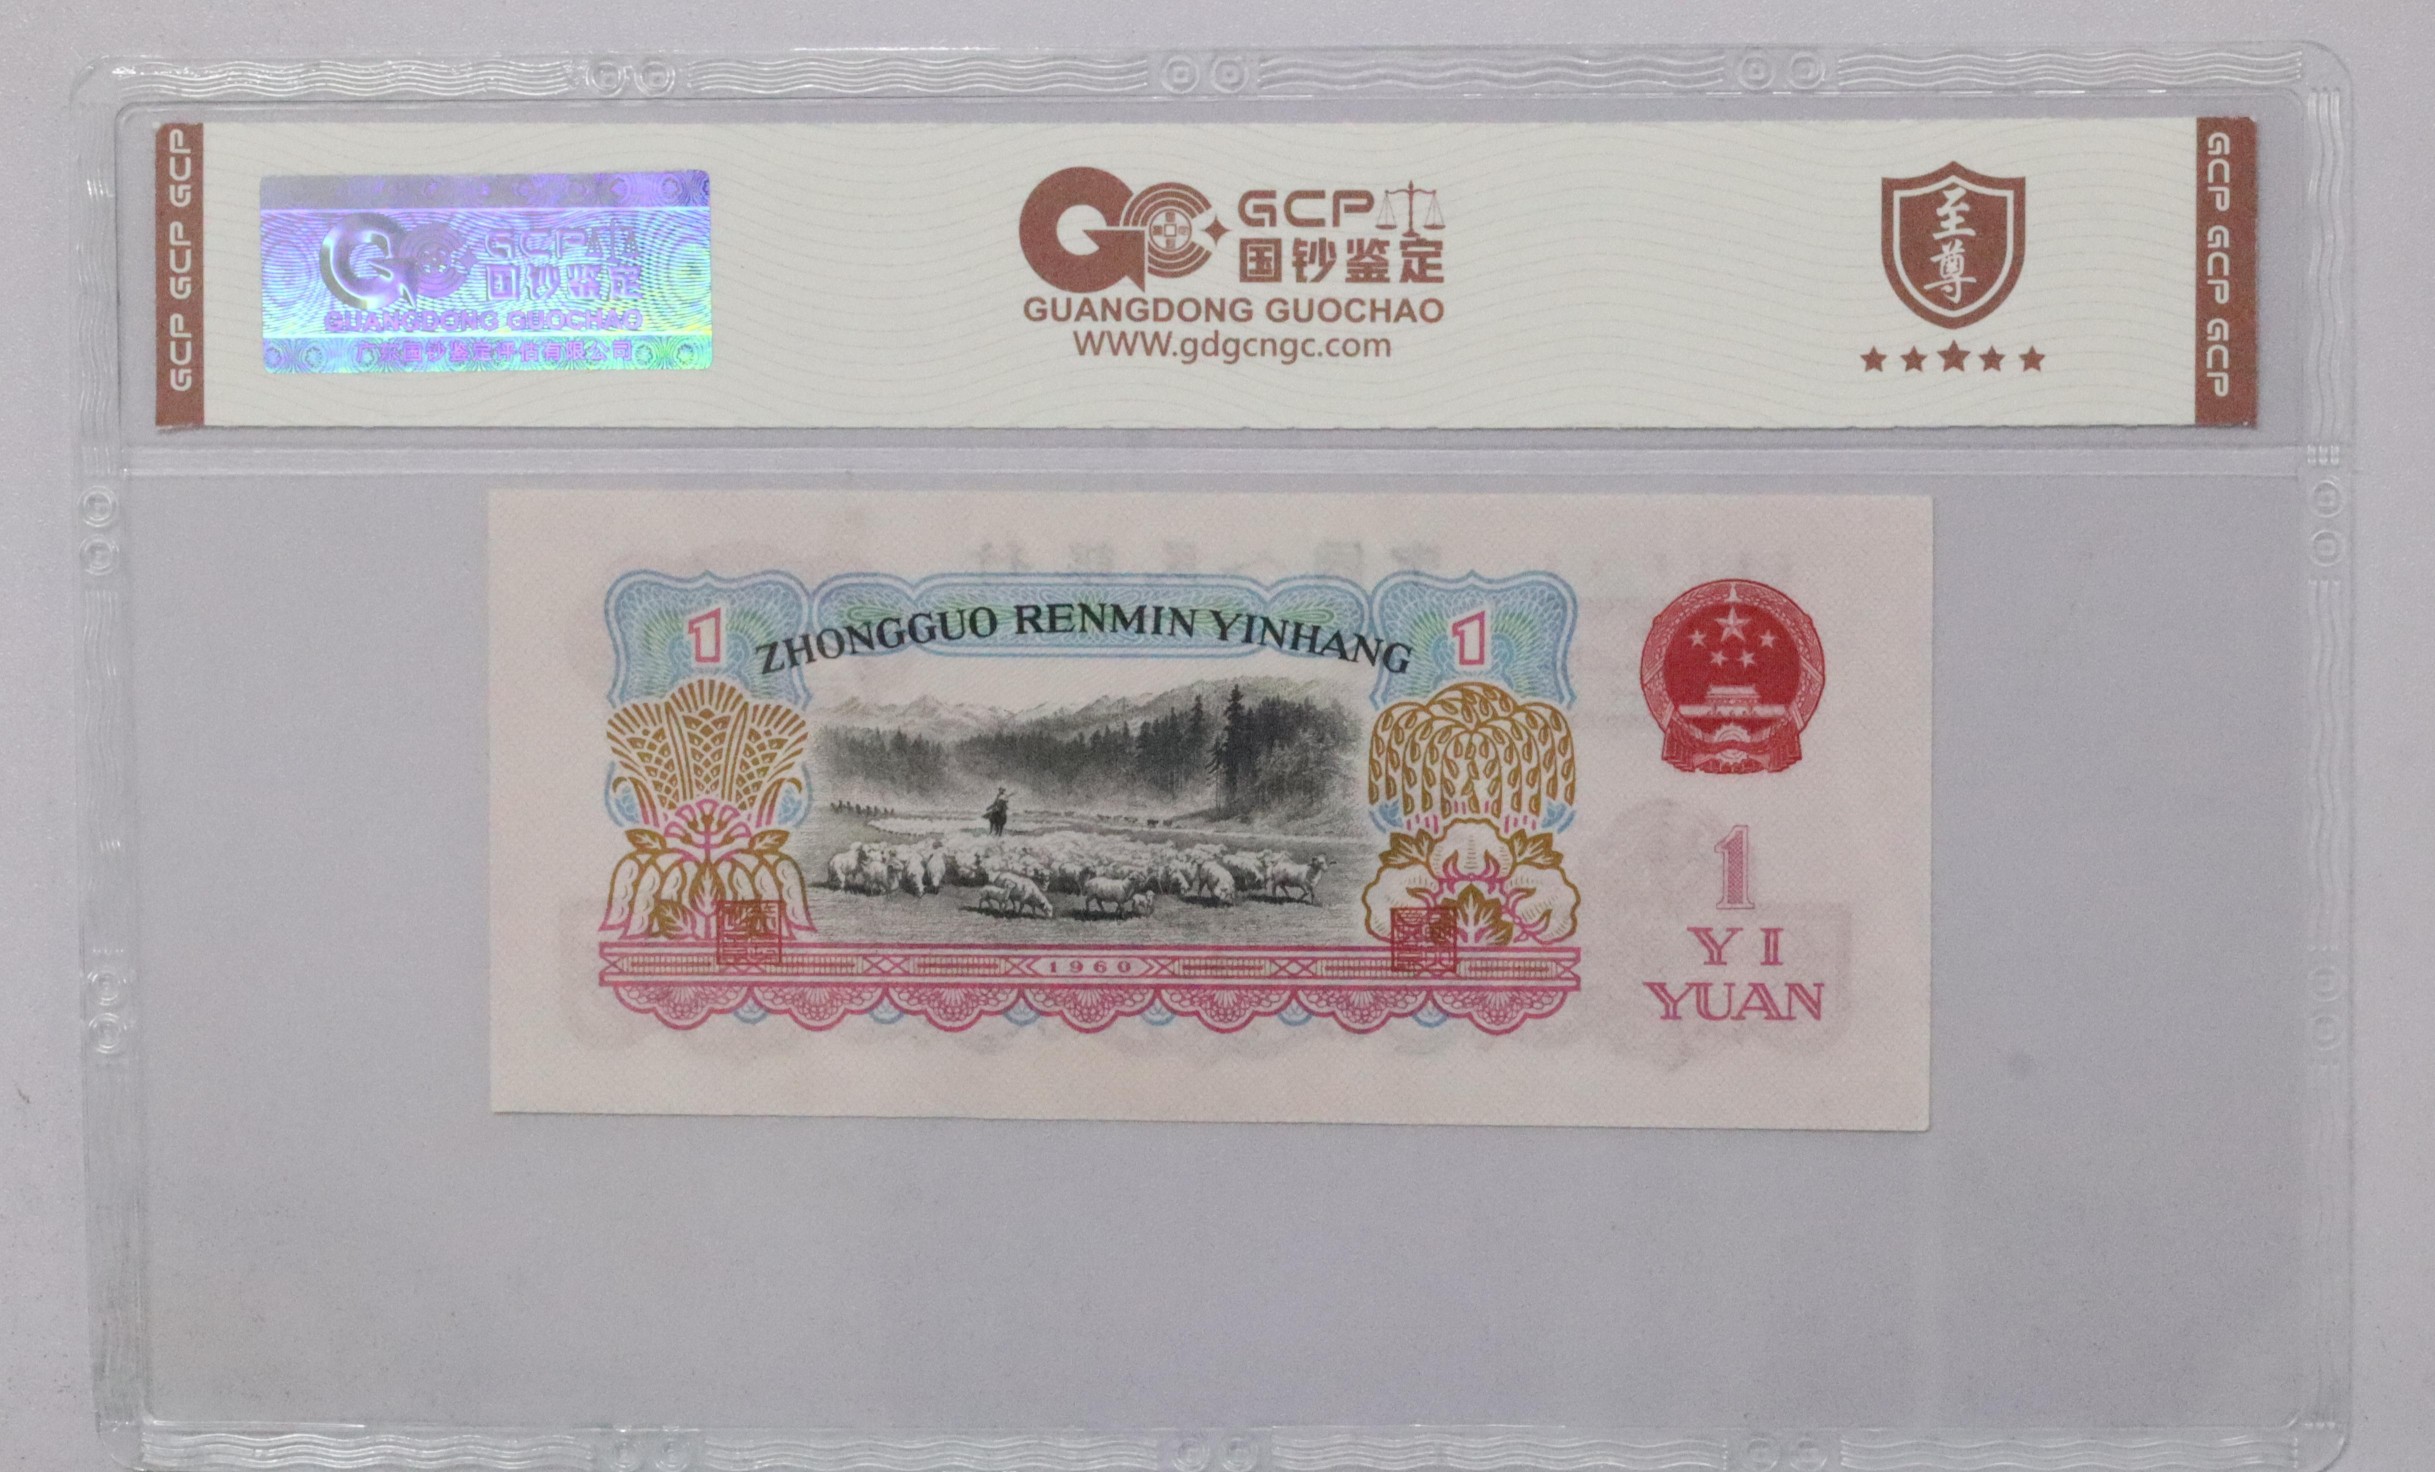 GCP GCP GCP
GCP
国钞鉴定
GUANGDONG GUOCHAO
广东国钞鉴定评估有限公司
GCP
国钞鉴定
GUANGDONG GUOCHAO
www.gdgcngc.com
至尊
GCP GCP GCP
1
ZHONGGUO RENMIN YINHANG
1
1960
1
YI
YUAN